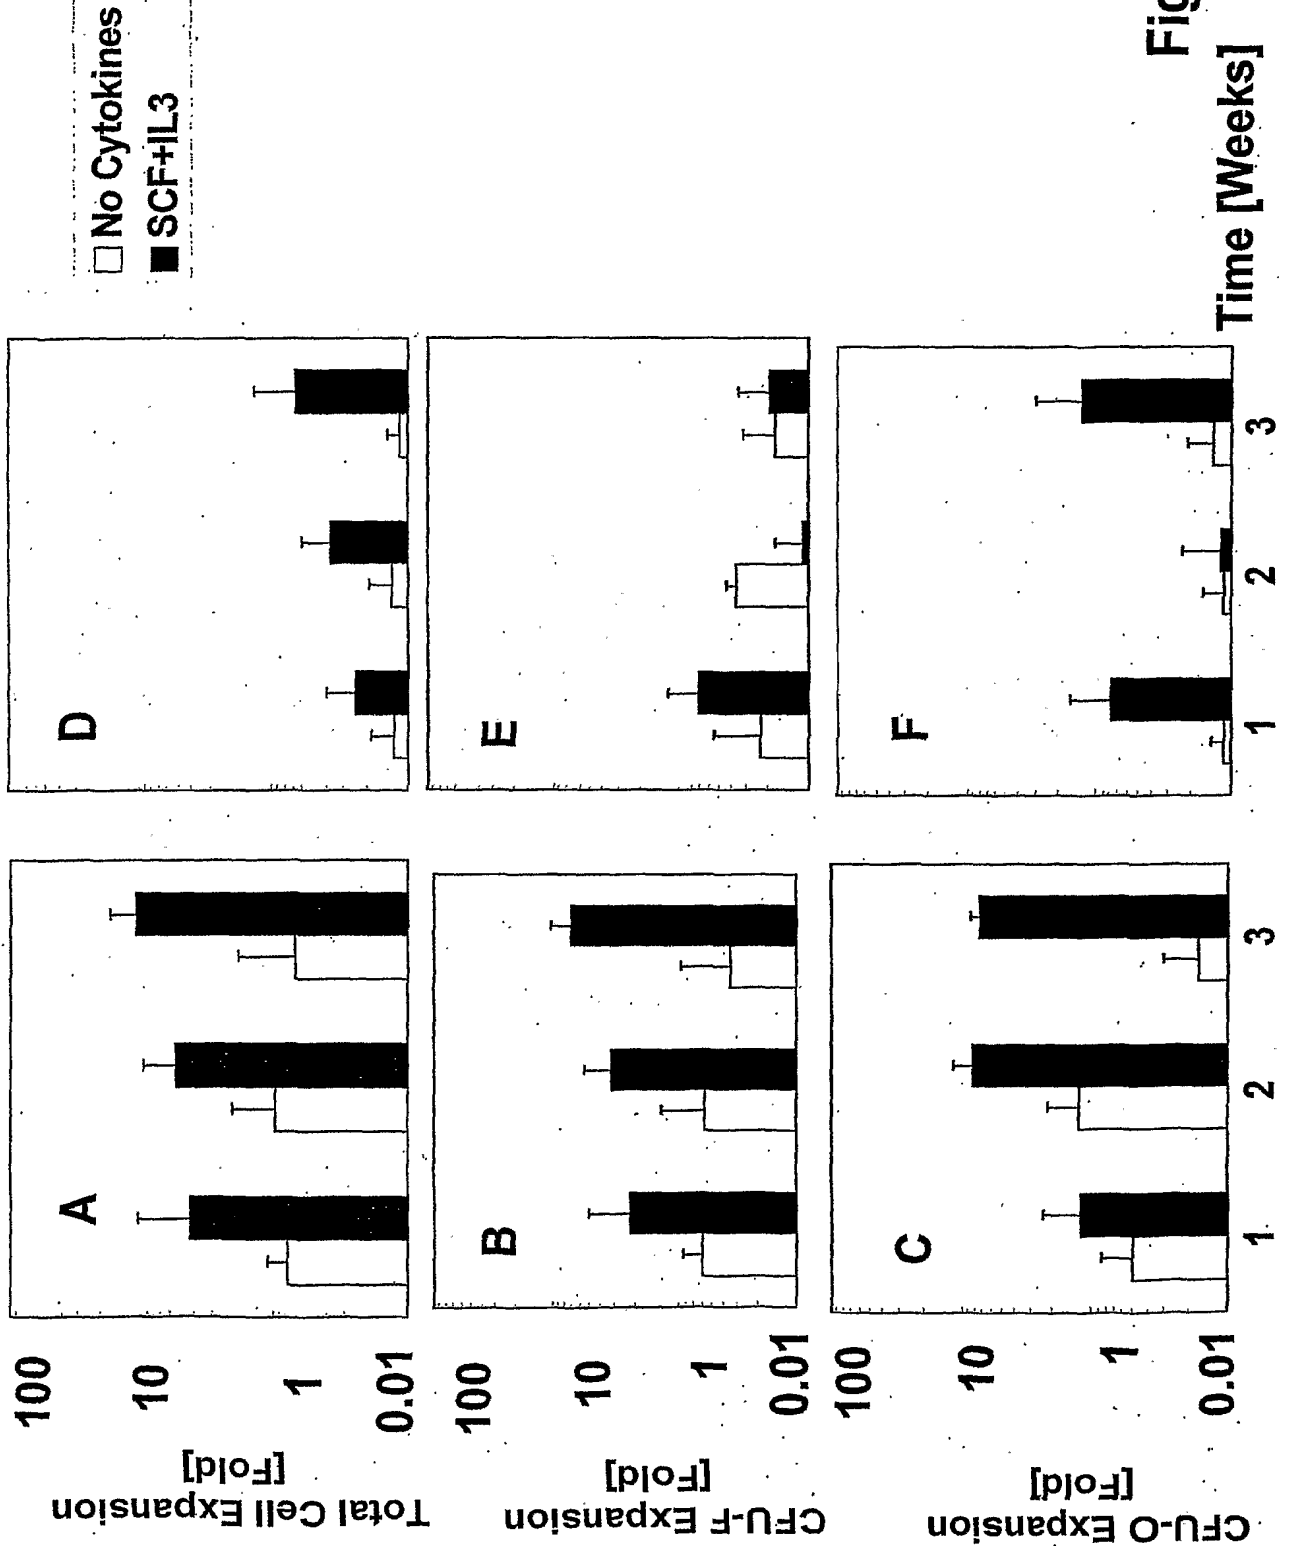 No Cytokines
SCF+IL3
Total Cell Expansion
[Fold]
100
10
1
0.01
A
D
CFU-F Expansion
[Fold]
100
10
1
0.01
B
E
CFU-O Expansion
[Fold]
100
10
1
0.01
C
F
1
2
3
1
2
3
Time [Weeks]
Fig